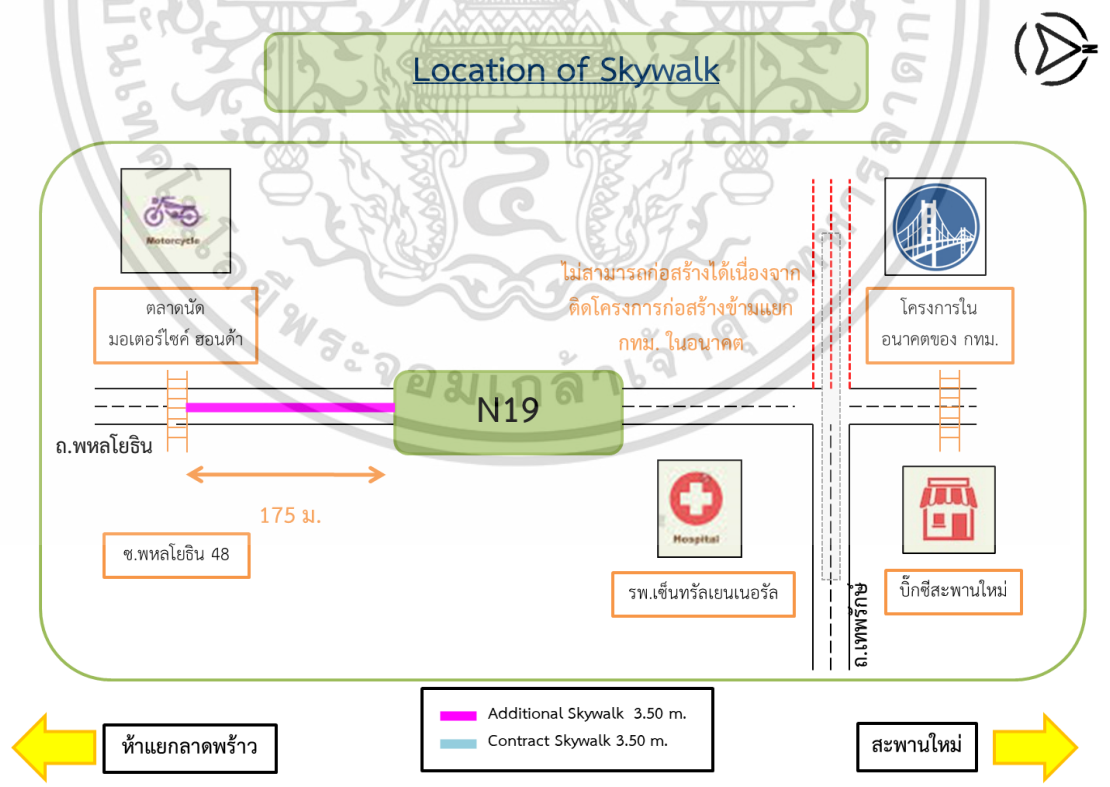 Location of Skywalk
N
Motorcycle
ตลาดนัด
มอเตอร์ไซค์ ฮอนด้า
ไม่สามารถก่อสร้างได้เนื่องจาก
ติดโครงการก่อสร้างข้ามแยก
กทม. ในอนาคต
โครงการใน
อนาคตของ กทม.
N19
ถ.พหลโยธิน
175 ม.
ซ.พหลโยธิน 48
Hospital
รพ.เซ็นทรัลเยนเนอรัล
ถ.เทพรักษ์
บิ๊กซีสะพานใหม่
Additional Skywalk 3.50 m.
Contract Skywalk 3.50 m.
ห้าแยกลาดพร้าว
สะพานใหม่